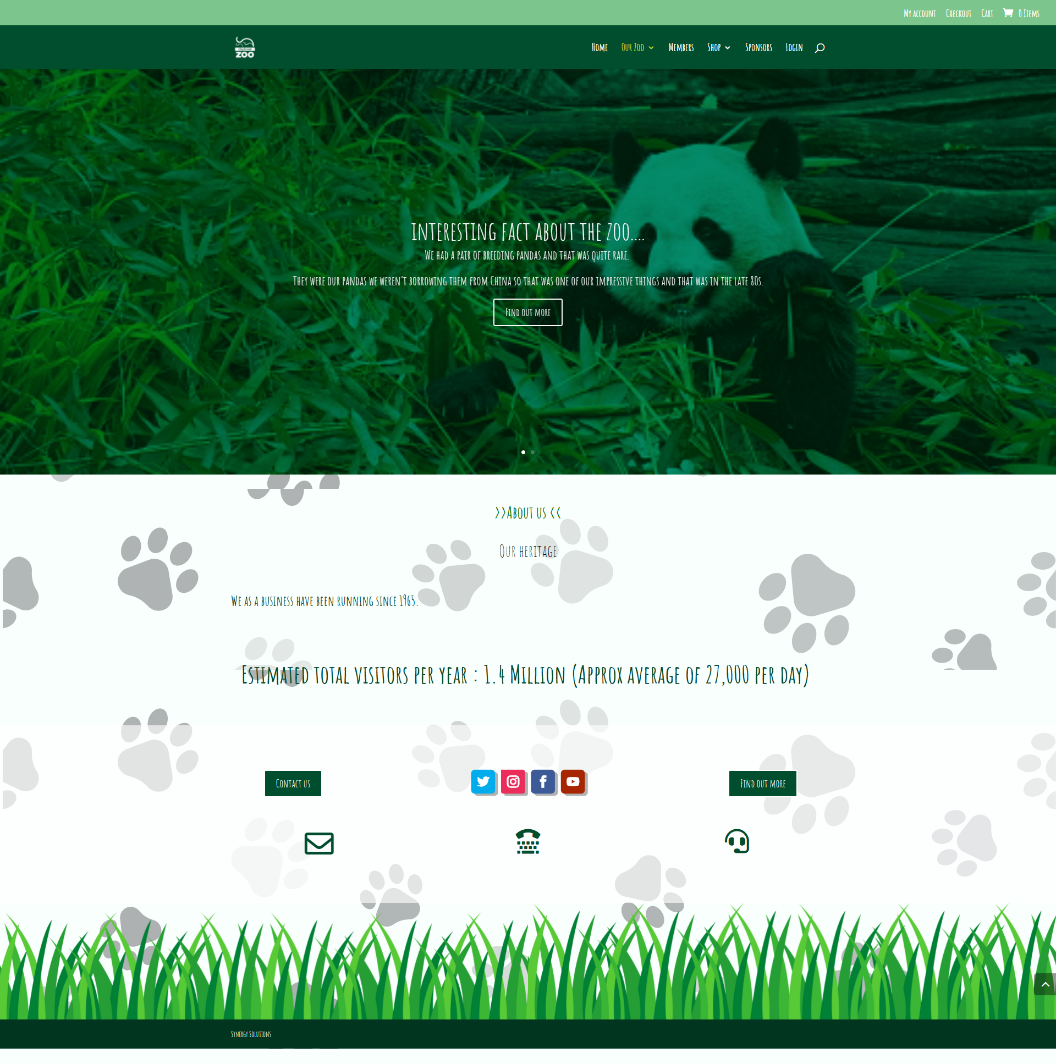 My account Checkout Cart 0 Items
ZOO
Home Our Zoo Members Shop Sponsors Login
interesting fact about the zoo....
We had a pair of breeding pandas and that was quite rare.
They were our pandas we weren't borrowing them from China so that was one of our impressive things and that was in the late 80s
Find out more
>>About us <<
Our heritage
We as a business have been running since 1965.
Estimated total visitors per year : 1.4 Million (Approx average of 27,000 per day)
Contact us
Find out more
Synergy Solutions